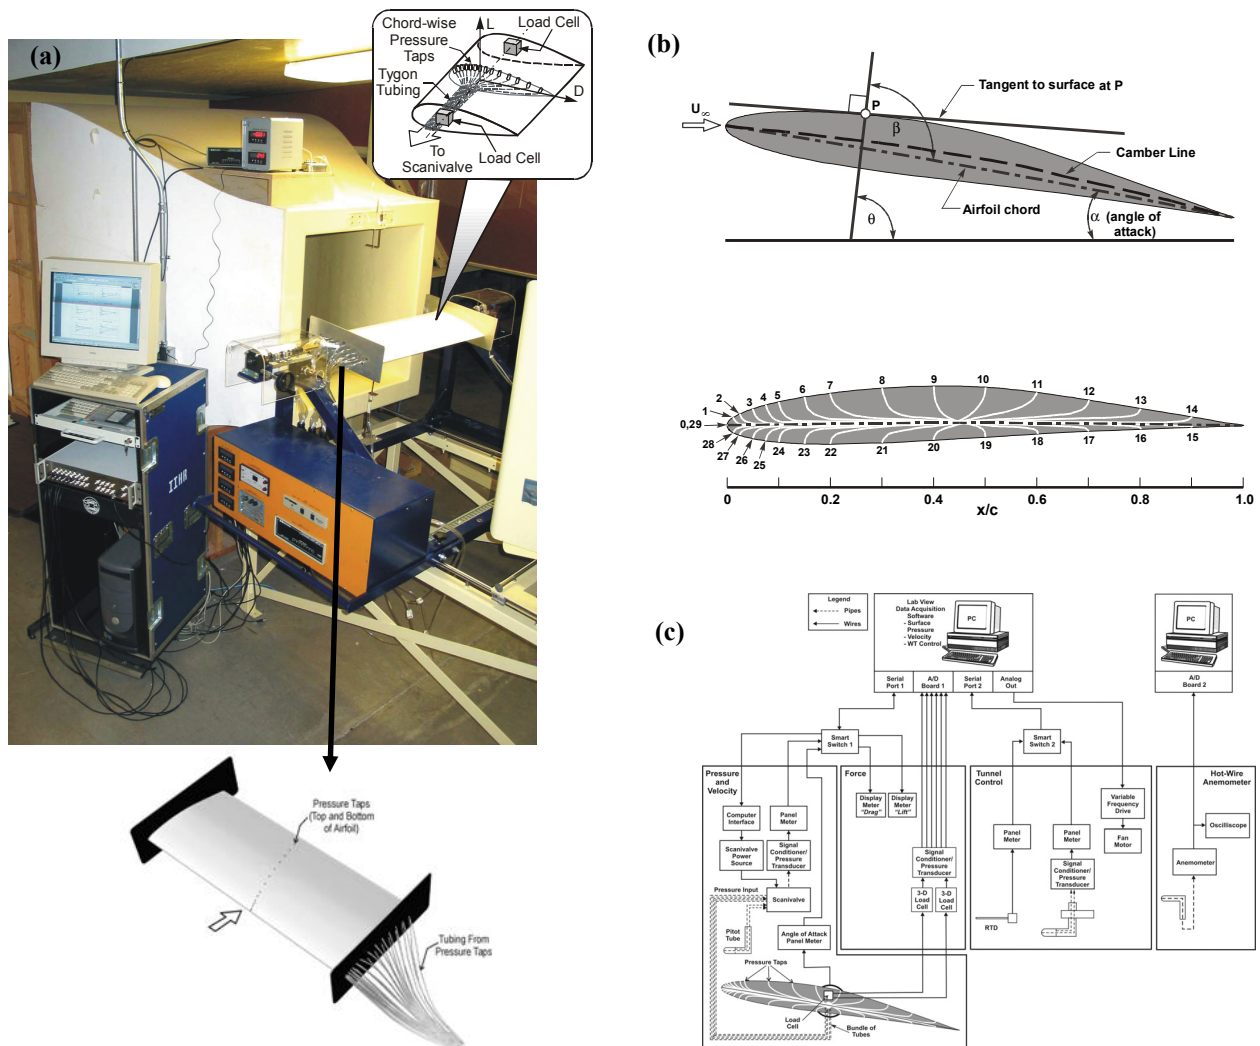 (a)
Chord-wise
Pressure
Taps
L
Load Cell
Tygon
Tubing
D
To
Scanivalve
Load Cell
IIHR
Pressure Taps
(Top and Bottom
of Airfoil)
Tubing From
Pressure Taps
(b)
U∞
P
Tangent to surface at P
β
Camber Line
Airfoil chord
θ
α (angle of
attack)
0,29
1
2
3
4
5
6
7
8
9
10
11
12
13
14
28
27
26
25
24
23
22
21
20
19
18
17
16
15
0 0.2 0.4 0.6 0.8 1.0
x/c
(c)
Legend
Pipes
Wires
Lab View
Data Acquisition
Software
- Surface
Pressure
- Velocity
- WT Control
PC
Serial
Port 1
A/D
Board 1
Serial
Port 2
Analog
Out
PC
A/D
Board 2
Smart
Switch 1
Smart
Switch 2
Pressure
and
Velocity
Computer
Interface
Panel
Meter
Scanivalve
Power
Source
Signal
Conditioner/
Pressure
Transducer
Pressure Input
Scanivalve
Pitot
Tube
Angle of Attack
Panel Meter
Pressure Taps
Load
Cell
Bundle of
Tubes
Force
Display
Meter
"Drag"
Display
Meter
"Lift"
Signal
Conditioner/
Pressure
Transducer
3-D
Load
Cell
3-D
Load
Cell
Tunnel
Control
Panel
Meter
Panel
Meter
Variable
Frequency
Drive
Fan
Motor
Signal
Conditioner/
Pressure
Transducer
RTD
Hot-Wire
Anemometer
Oscilliscope
Anemometer